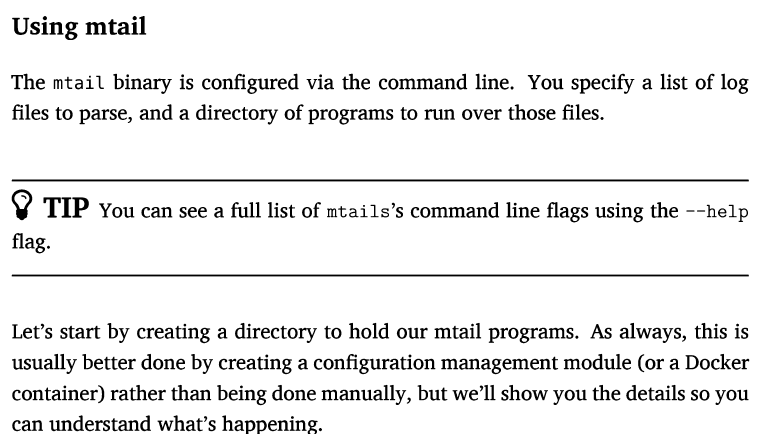 Using mtail
The mtail binary is configured via the command line. You specify a list of log
files to parse, and a directory of programs to run over those files.
TIP You can see a full list of mtails's command line flags using the --help
flag.
Let's start by creating a directory to hold our mtail programs. As always, this is
usually better done by creating a configuration management module (or a Docker
container) rather than being done manually, but we'll show you the details so you
can understand what's happening.